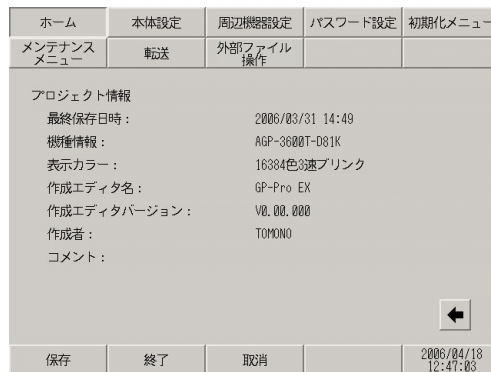 ホーム 本体設定 周辺機器設定 パスワード設定 初期化メニュー
メンテナンス
メニュー
転送
外部ファイル
操作
プロジェクト情報
最終保存日時： 2006/03/31 14:49
機種情報： AGP-3600T-D81K
表示カラー： 16384色3速ブリンク
作成エディタ名： GP-Pro EX
作成エディタバージョン： V0.00.000
作成者： TOMONO
コメント：
保存 終了 取消
2006/04/18
12:47:03